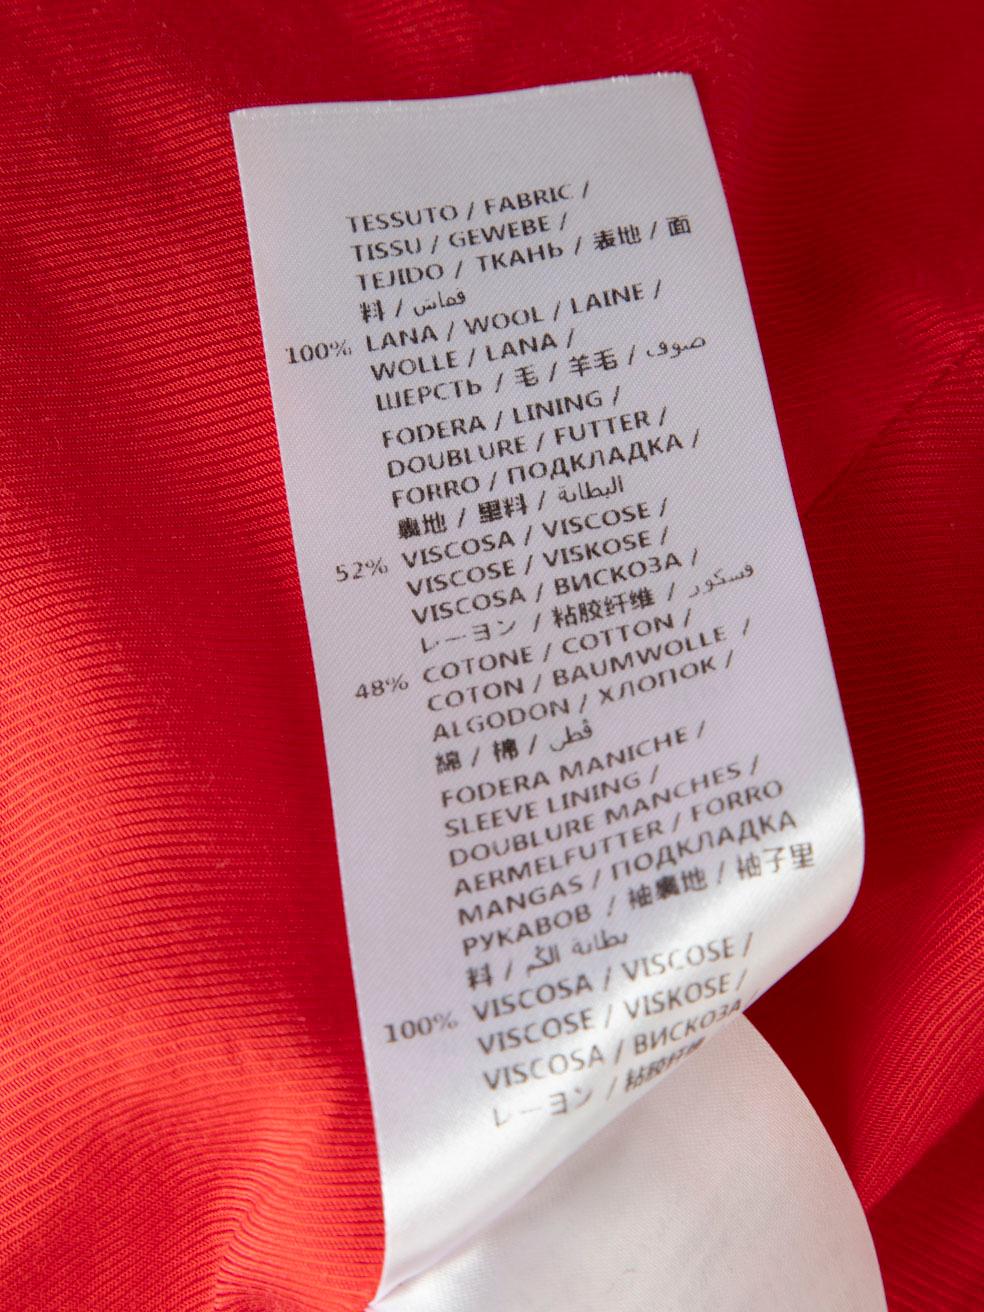 TESSUTO / FABRIC /
TISSU / GEWEBE /
TEJIDO / ТКАНЬ / 表地 / 面
料 / قماش
100% LANA / WOOL / LAINE /
WOLLE / LANA /
ШЕРСТЬ / 毛 / 羊毛 / صوف
FODERA / LINING /
DOUBLURE / FUTTER /
FORRO / ПОДКЛАДКА /
裏地 / 里料 / البطانة
52% VISCOSA / VISCOSE /
VISCOSE / VISKOSE /
VISCOSA / ВИСКОЗА /
レーヨン / 粘胶纤维 / فسكوز
48% COTONE / COTTON /
COTON / BAUMWOLLE /
ALGODON / ХЛОПОК /
綿 / 棉 / قطن
FODERA MANICHE /
SLEEVE LINING /
DOUBLURE MANCHES /
AERMELFUTTER / FORRO
MANGAS / ПОДКЛАДКА
РУКАВОВ / 袖裏地 / 袖子里
料 / بطانة الكم
100% VISCOSA / VISCOSE /
VISCOSE / VISKOSE /
VISCOSA / ВИСКОЗА
レーヨン / 粘胶纤维